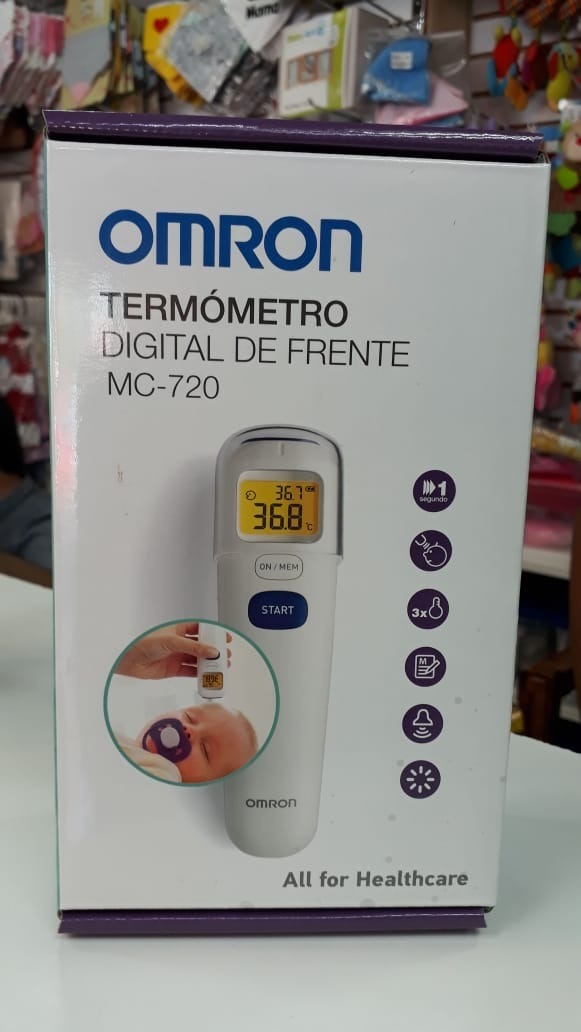 OMRON
TERMÓMETRO
DIGITAL DE FRENTE
MC-720
36.7
36.8 °C
ON / MEM
START
1
segundo
3x
M
OMRON
All for Healthcare